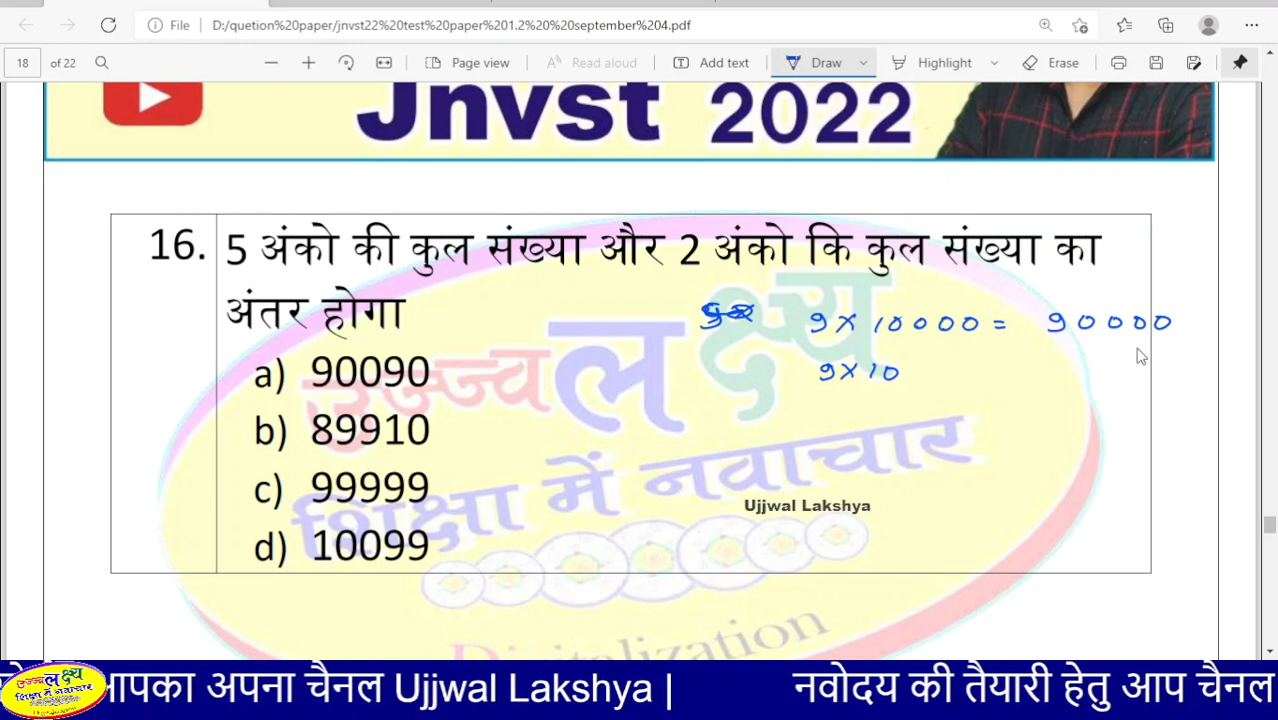 File D:/quetion%20paper/jnvst22%20test%20paper%201.2%20%20september%204.pdf
18 of 22 Page view Read aloud Add text Draw Highlight Erase
Jnvst 2022
16. 5 अंको की कुल संख्या और 2 अंको कि कुल संख्या का
अंतर होगा
9 x 10000 = 90000
9 x 10
a) 90090
b) 89910
c) 99999
d) 10099
उज्ज्वल लक्ष्य
शिक्षा में नवाचार
Ujjwal Lakshya
Digitalization
आपका अपना चैनल Ujjwal Lakshya | नवोदय की तैयारी हेतु आप चैनल